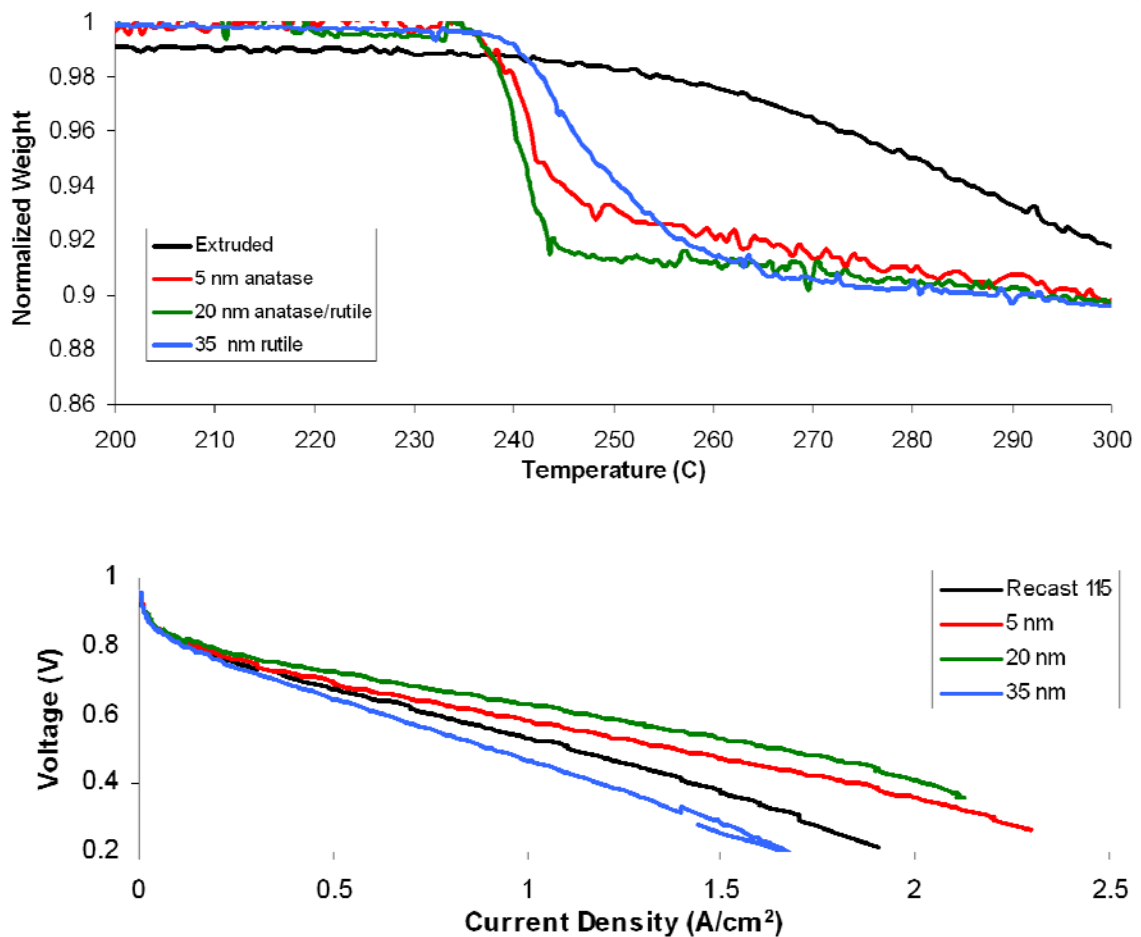 1
0.98
0.96
0.94
0.92
0.9
0.88
0.86
Normalized Weight
Extruded
5 nm anatase
20 nm anatase/rutile
35 nm rutile
200 210 220 230 240 250 260 270 280 290 300
Temperature (C)
1
0.8
0.6
0.4
0.2
Voltage (V)
Recast 115
5 nm
20 nm
35 nm
0 0.5 1 1.5 2 2.5
Current Density (A/cm²)